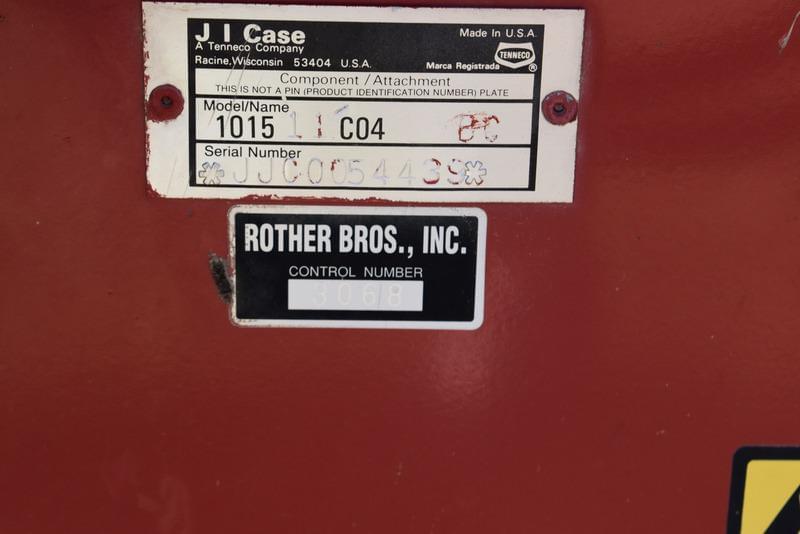 J I Case
A Tenneco Company
Racine, Wisconsin 53404 U.S.A.
Made In U.S.A.
TENNECO
Marca Registrada ®
Component / Attachment
THIS IS NOT A PIN (PRODUCT IDENTIFICATION NUMBER) PLATE
Model/Name
1015 11 C04
Serial Number
*JJC0054439*
ROTHER BROS., INC.
CONTROL NUMBER
3068